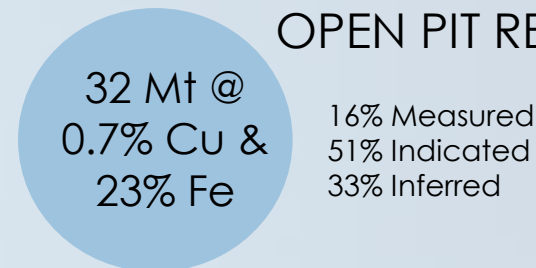 OPEN PIT RE
32 Mt @
0.7% Cu &
23% Fe
16% Measured
51% Indicated
33% Inferred